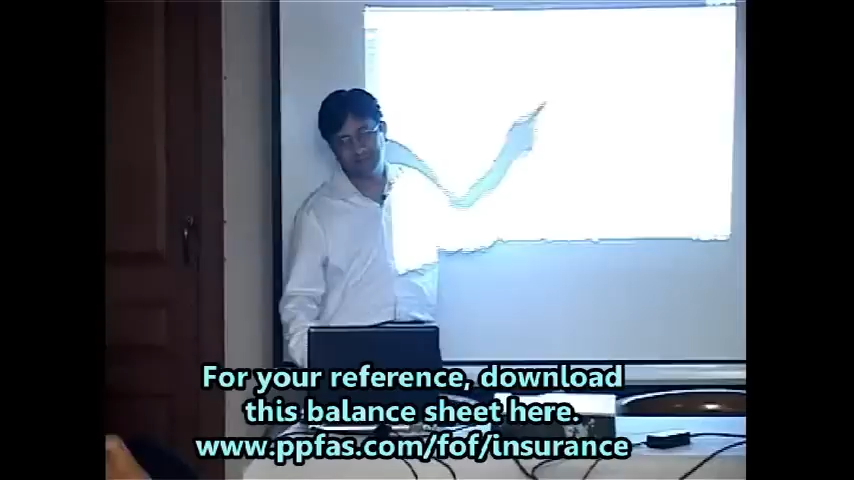 For your reference, download
this balance sheet here.
www.ppfas.com/fof/insurance